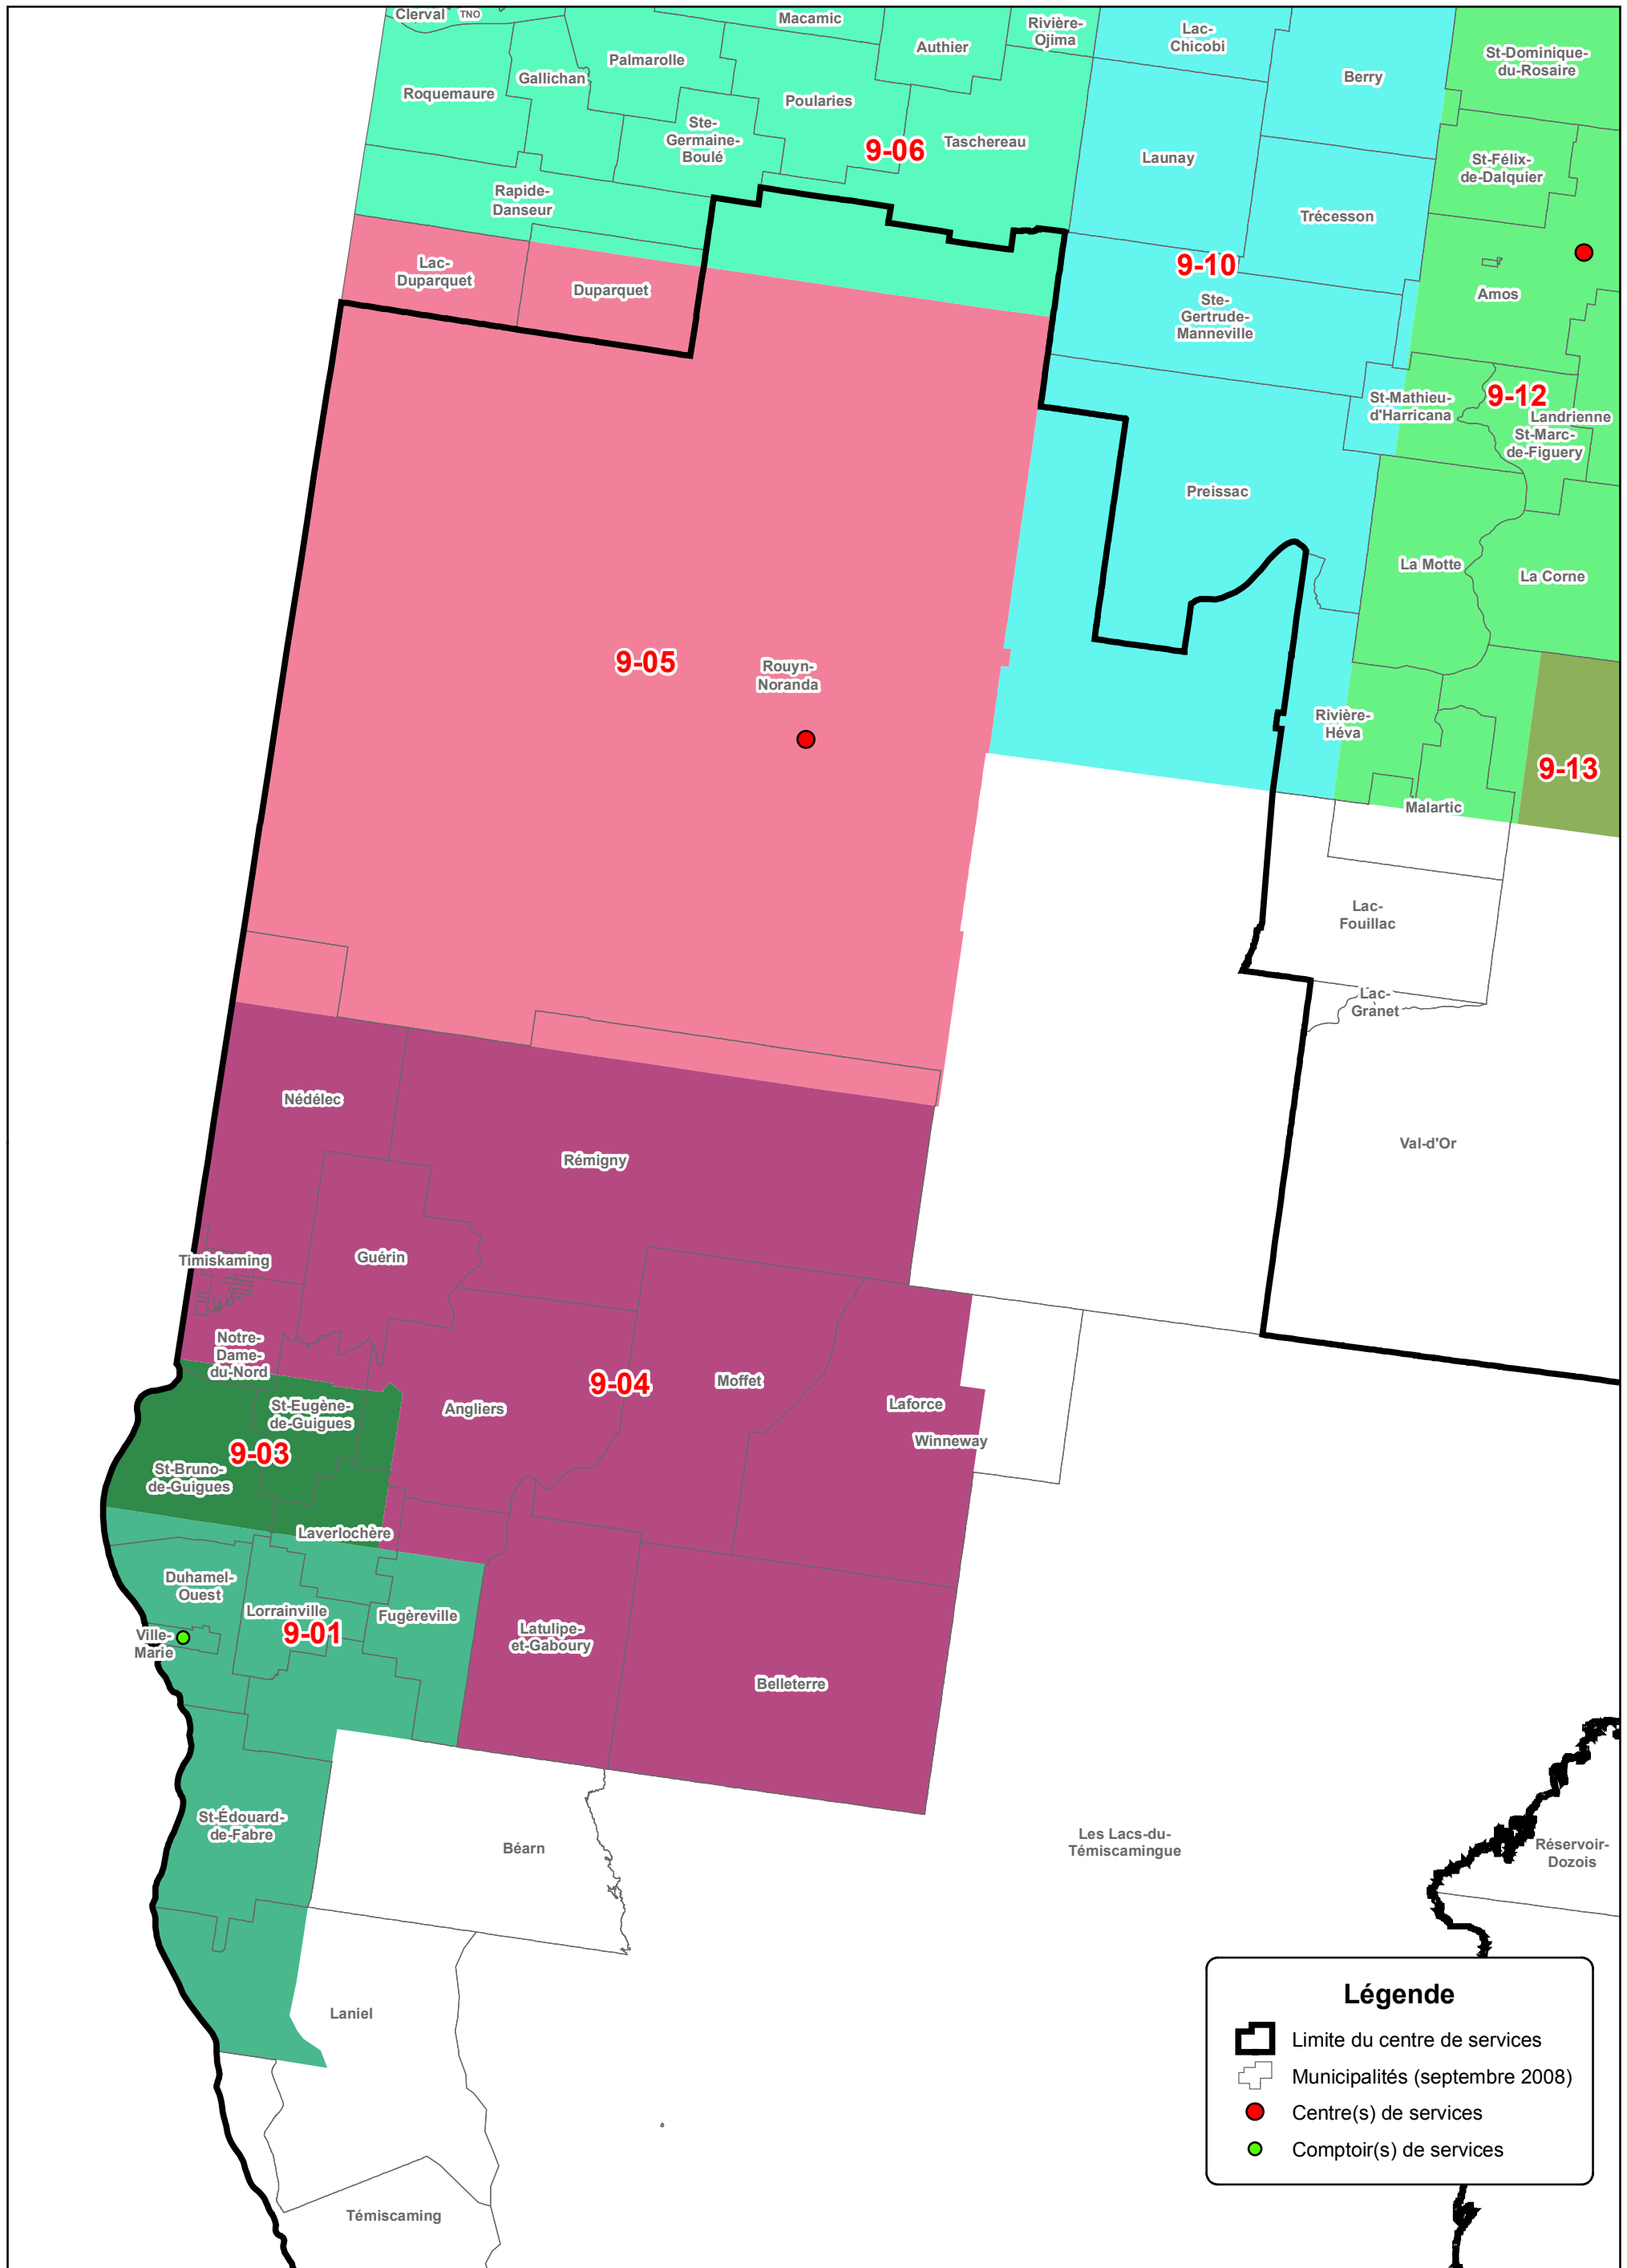 Clerval
TNO
Macamic
Rivière-
Ojima
Lac-
Chicobi
St-Dominique-
du-Rosaire
Authier
Palmarolle
Gallichan
Berry
Roquemaure
Poularies
Ste-
Germaine-
Boulé
9-06
Taschereau
Launay
St-Félix-
de-Dalquier
Rapide-
Danseur
Trécesson
Lac-
Duparquet
Duparquet
9-10
Amos
Ste-
Gertrude-
Manneville
St-Mathieu-
d'Harricana
9-12
Landrienne
St-Marc-
de-Figuery
Preissac
La Motte
La Corne
9-05
Rouyn-
Noranda
Rivière-
Héva
9-13
Malartic
Lac-
Fouillac
Lac-
Granet
Nédélec
Rémigny
Val-d'Or
Timiskaming
Guérin
Notre-
Dame-
du-Nord
9-04
Moffet
St-Eugène-
de-Guigues
Angliers
Laforce
Winneway
9-03
St-Bruno-
de-Guigues
Laverlochère
Duhamel-
Ouest
Lorrainville
Fugèreville
9-01
Ville-
Marie
Latulipe-
et-Gaboury
Belleterre
St-Édouard-
de-Fabre
Béarn
Les Lacs-du-
Témiscamingue
Réservoir-
Dozois
Laniel
Témiscaming
Légende
Limite du centre de services
Municipalités (septembre 2008)
Centre(s) de services
Comptoir(s) de services